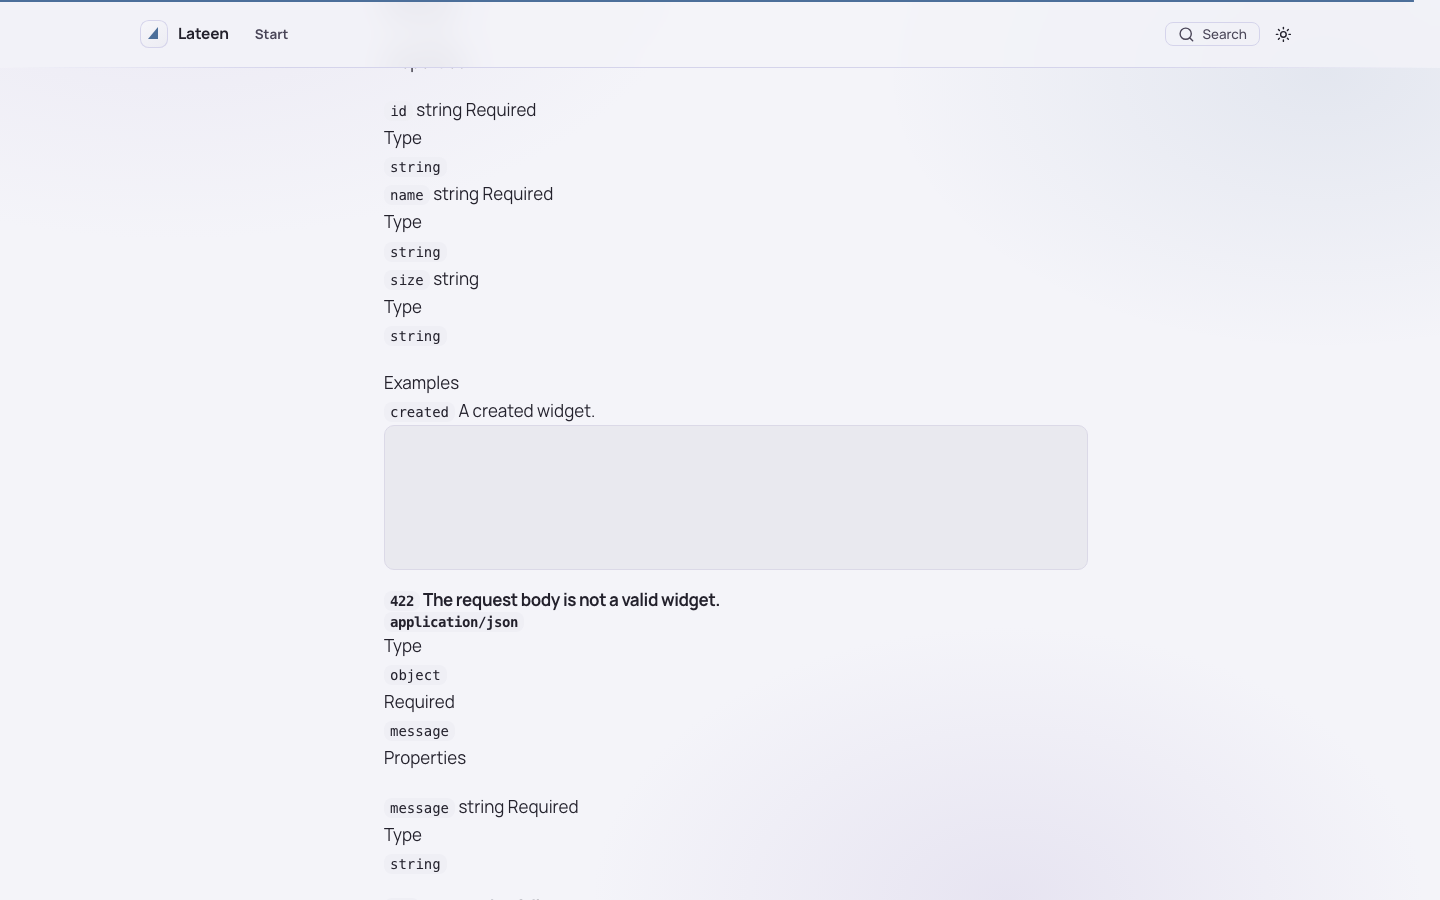 Lateen
Start
Search
id string Required
Type
string
name string Required
Type
string
size string
Type
string
Examples
created A created widget.
422 The request body is not a valid widget.
application/json
Type
object
Required
message
Properties
message string Required
Type
string